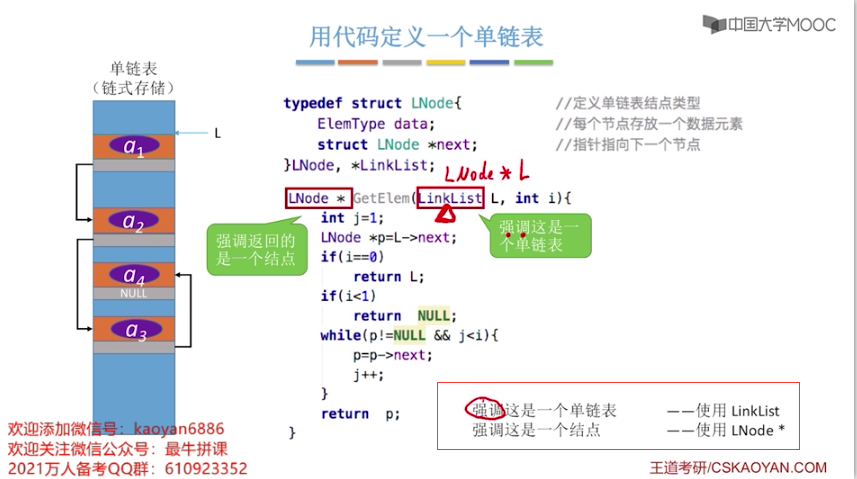 中国大学MOOC
用代码定义一个单链表
单链表
（链式存储）
L
a1
a2
a4
NULL
a3
typedef struct LNode{ //定义单链表结点类型
ElemType data; //每个节点存放一个数据元素
struct LNode *next; //指针指向下一个节点
}LNode, *LinkList;
LNode * L
LNode * GetElem(LinkList L, int i){
int j=1;
LNode *p=L->next;
if(i==0)
return L;
if(i<1)
return NULL;
while(p!=NULL && j<i){
p=p->next;
j++;
}
return p;
}
强调返回的
是一个结点
强调这是一
个单链表
强调这是一个单链表 ——使用 LinkList
强调这是一个结点 ——使用 LNode *
欢迎添加微信号：kaoyan6886
欢迎关注微信公众号：最牛拼课
2021万人备考QQ群：610923352
王道考研/CSKAOYAN.COM